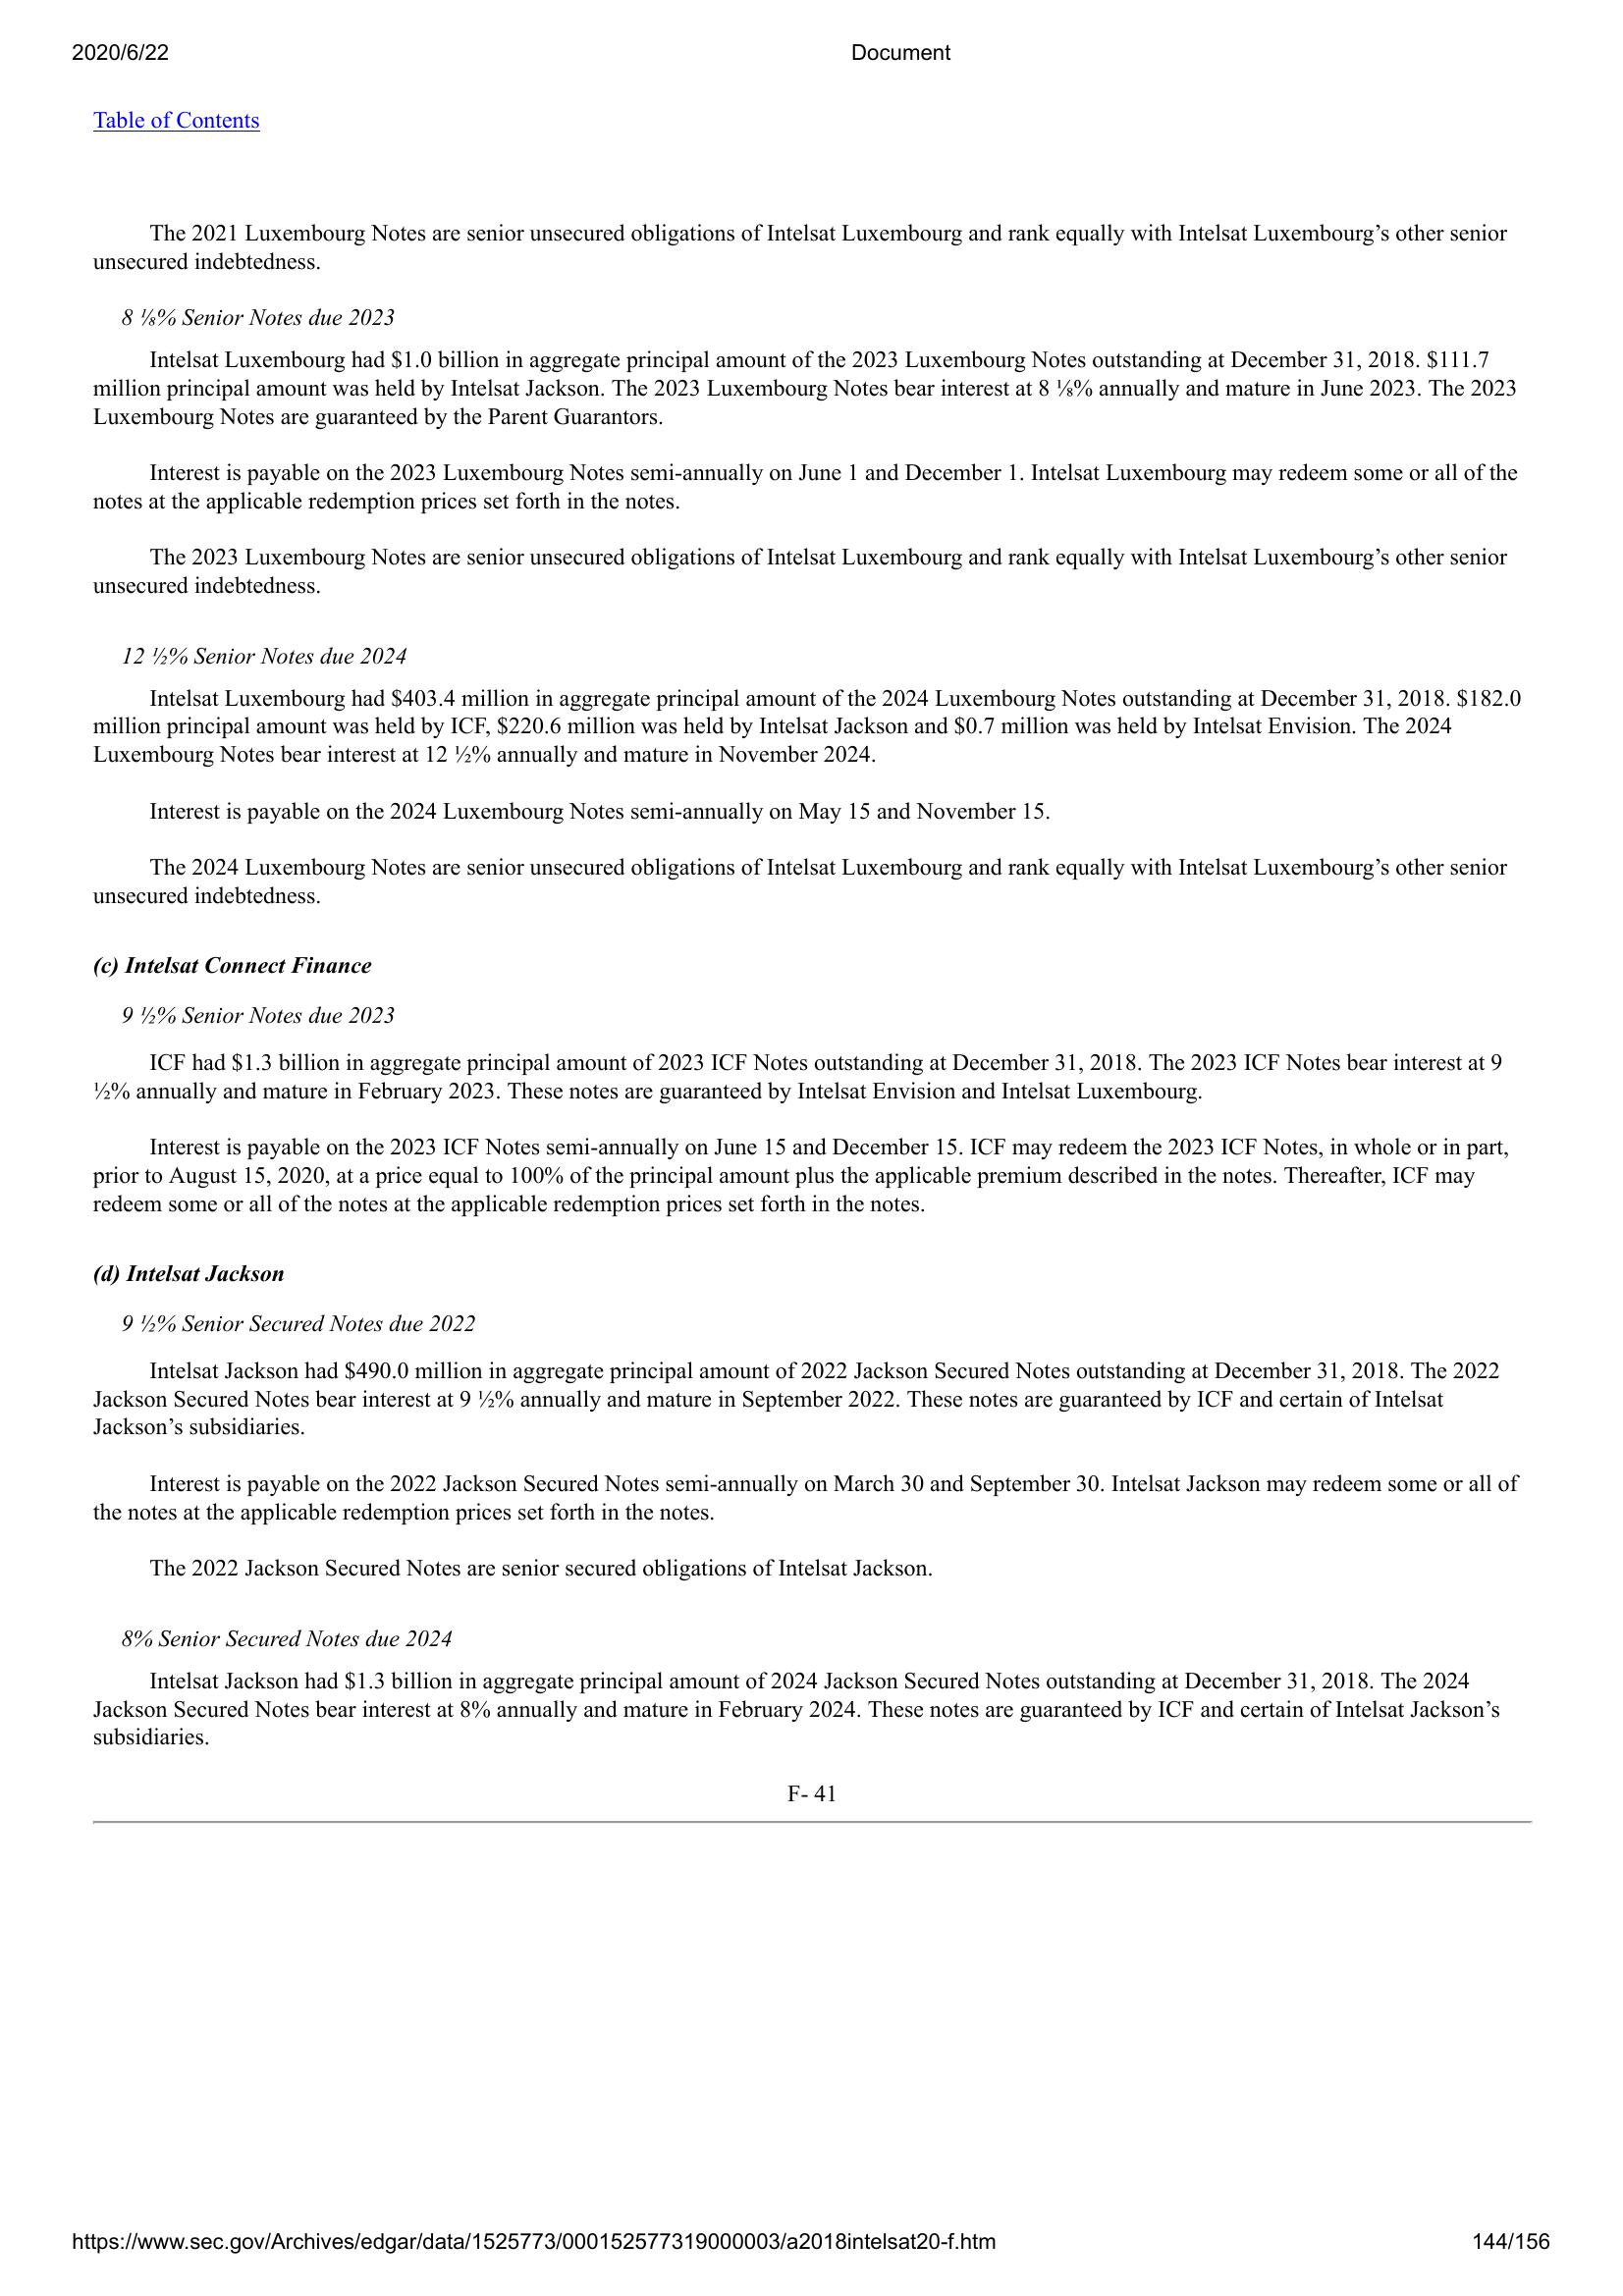 2020/6/22 Document
Table of Contents
The 2021 Luxembourg Notes are senior unsecured obligations of Intelsat Luxembourg and rank equally with Intelsat Luxembourg’s other senior
unsecured indebtedness.
8 ⅛% Senior Notes due 2023
Intelsat Luxembourg had $1.0 billion in aggregate principal amount of the 2023 Luxembourg Notes outstanding at December 31, 2018. $111.7
million principal amount was held by Intelsat Jackson. The 2023 Luxembourg Notes bear interest at 8 ⅛% annually and mature in June 2023. The 2023
Luxembourg Notes are guaranteed by the Parent Guarantors.
Interest is payable on the 2023 Luxembourg Notes semi-annually on June 1 and December 1. Intelsat Luxembourg may redeem some or all of the
notes at the applicable redemption prices set forth in the notes.
The 2023 Luxembourg Notes are senior unsecured obligations of Intelsat Luxembourg and rank equally with Intelsat Luxembourg’s other senior
unsecured indebtedness.
12 ½% Senior Notes due 2024
Intelsat Luxembourg had $403.4 million in aggregate principal amount of the 2024 Luxembourg Notes outstanding at December 31, 2018. $182.0
million principal amount was held by ICF, $220.6 million was held by Intelsat Jackson and $0.7 million was held by Intelsat Envision. The 2024
Luxembourg Notes bear interest at 12 ½% annually and mature in November 2024.
Interest is payable on the 2024 Luxembourg Notes semi-annually on May 15 and November 15.
The 2024 Luxembourg Notes are senior unsecured obligations of Intelsat Luxembourg and rank equally with Intelsat Luxembourg’s other senior
unsecured indebtedness.
(c) Intelsat Connect Finance
9 ½% Senior Notes due 2023
ICF had $1.3 billion in aggregate principal amount of 2023 ICF Notes outstanding at December 31, 2018. The 2023 ICF Notes bear interest at 9
½% annually and mature in February 2023. These notes are guaranteed by Intelsat Envision and Intelsat Luxembourg.
Interest is payable on the 2023 ICF Notes semi-annually on June 15 and December 15. ICF may redeem the 2023 ICF Notes, in whole or in part,
prior to August 15, 2020, at a price equal to 100% of the principal amount plus the applicable premium described in the notes. Thereafter, ICF may
redeem some or all of the notes at the applicable redemption prices set forth in the notes.
(d) Intelsat Jackson
9 ½% Senior Secured Notes due 2022
Intelsat Jackson had $490.0 million in aggregate principal amount of 2022 Jackson Secured Notes outstanding at December 31, 2018. The 2022
Jackson Secured Notes bear interest at 9 ½% annually and mature in September 2022. These notes are guaranteed by ICF and certain of Intelsat
Jackson’s subsidiaries.
Interest is payable on the 2022 Jackson Secured Notes semi-annually on March 30 and September 30. Intelsat Jackson may redeem some or all of
the notes at the applicable redemption prices set forth in the notes.
The 2022 Jackson Secured Notes are senior secured obligations of Intelsat Jackson.
8% Senior Secured Notes due 2024
Intelsat Jackson had $1.3 billion in aggregate principal amount of 2024 Jackson Secured Notes outstanding at December 31, 2018. The 2024
Jackson Secured Notes bear interest at 8% annually and mature in February 2024. These notes are guaranteed by ICF and certain of Intelsat Jackson’s
subsidiaries.
F- 41
https://www.sec.gov/Archives/edgar/data/1525773/000152577319000003/a2018intelsat20-f.htm 144/156